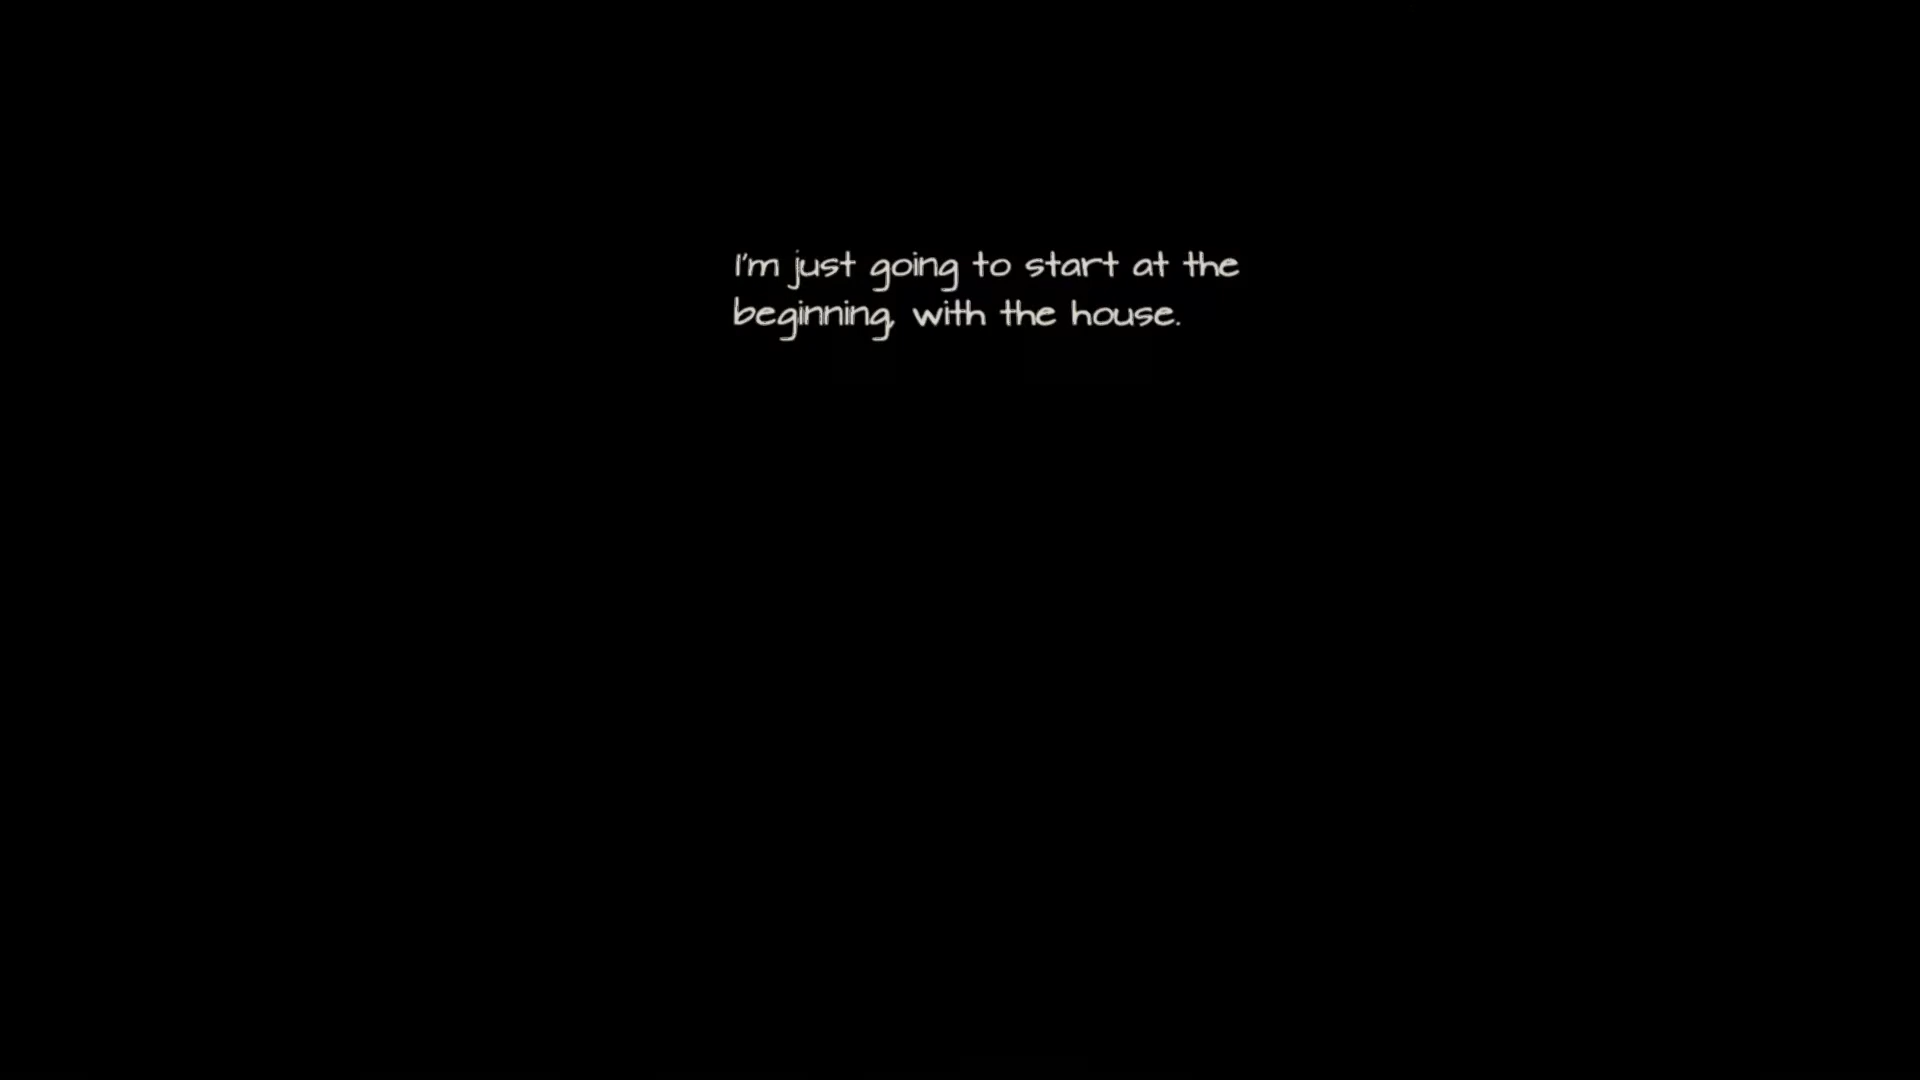 I'm just going to start at the
beginning, with the house.